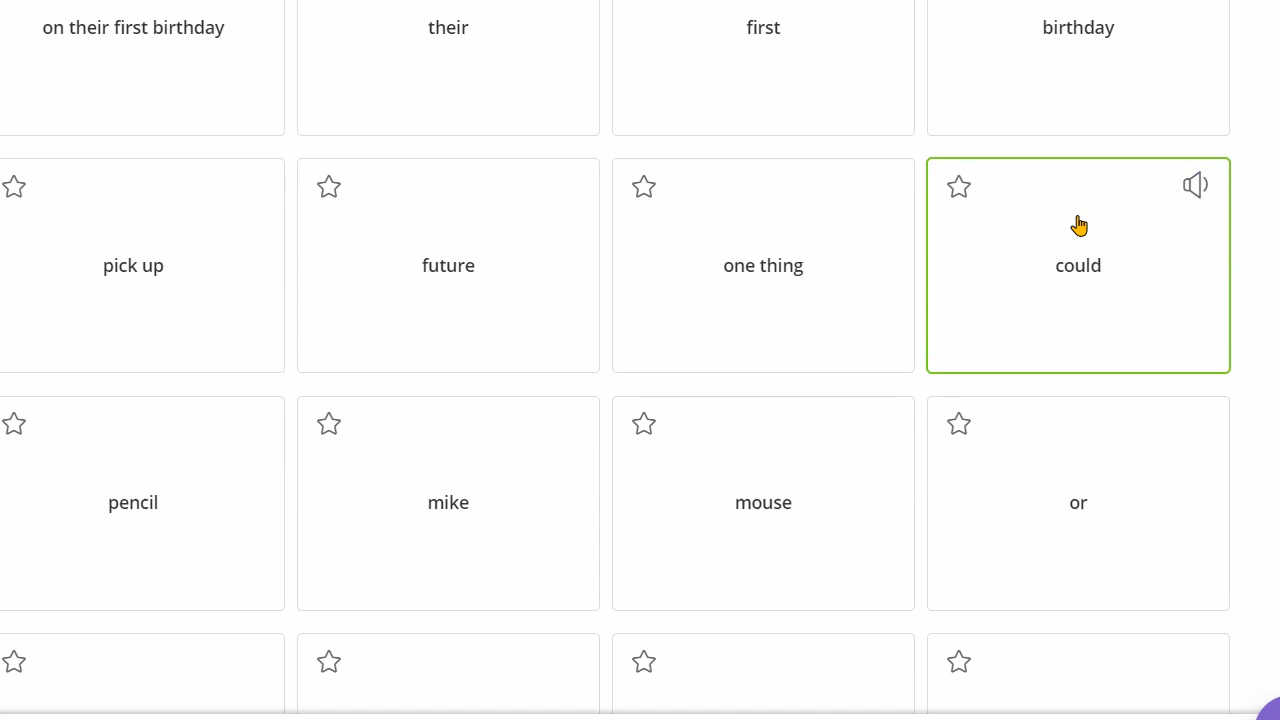 on their first birthday
their
first
birthday
pick up
future
one thing
could
pencil
mike
mouse
or